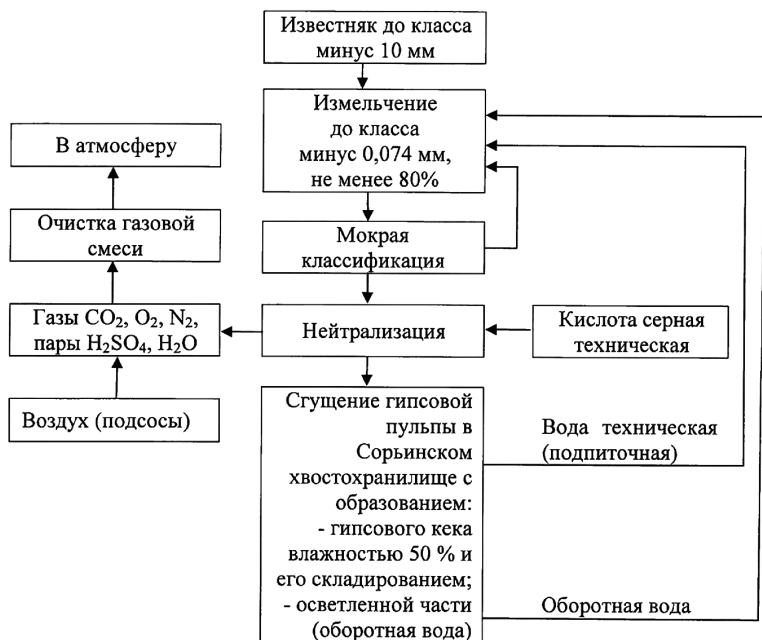 Известняк до класса
минус 10 мм
Измельчение
до класса
минус 0,074 мм,
не менее 80%
В атмосферу
Очистка газовой
смеси
Мокрая
классификация
Газы CO₂, O₂, N₂,
пары H₂SO₄, H₂O
Нейтрализация
Кислота серная
техническая
Воздух (подсосы)
Сгущение гипсовой
пульпы в
Сорьинском
хвостохранилище с
образованием:
- гипсового кека
влажностью 50 % и
его складированием;
- осветленной части
(оборотная вода)
Вода техническая
(подпиточная)
Оборотная вода